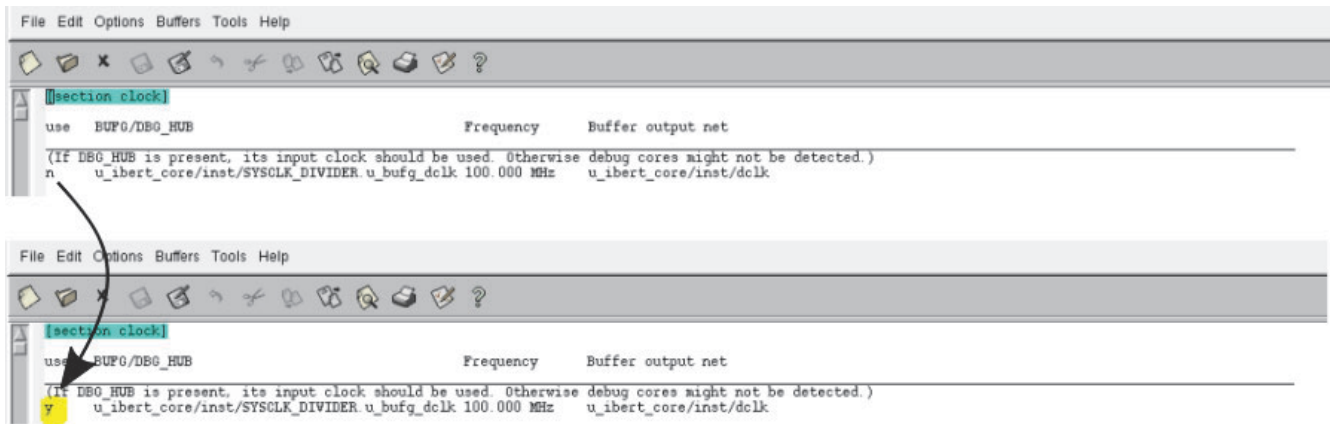 File Edit Options Buffers Tools Help
[section clock]
use BUFG/DBG_HUB Frequency Buffer output net
(If DBG_HUB is present, its input clock should be used. Otherwise debug cores might not be detected.)
n u_ibert_core/inst/SYSCLK_DIVIDER.u_bufg_dclk 100.000 MHz u_ibert_core/inst/dclk
File Edit Options Buffers Tools Help
[section clock]
use BUFG/DBG_HUB Frequency Buffer output net
(If DBG_HUB is present, its input clock should be used. Otherwise debug cores might not be detected.)
y u_ibert_core/inst/SYSCLK_DIVIDER.u_bufg_dclk 100.000 MHz u_ibert_core/inst/dclk